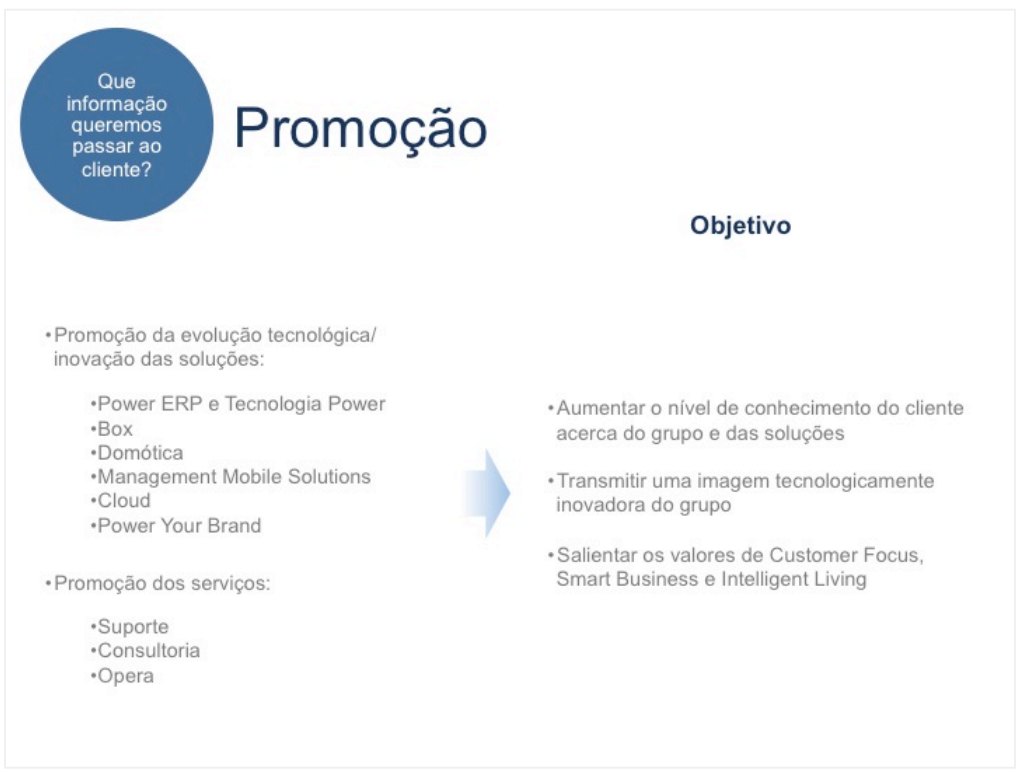 Que
informação
queremos
passar ao
cliente?
Promoção
Objetivo
•Promoção da evolução tecnológica/
inovação das soluções:
•Power ERP e Tecnologia Power
•Box
•Domótica
•Management Mobile Solutions
•Cloud
•Power Your Brand
•Promoção dos serviços:
•Suporte
•Consultoria
•Opera
•Aumentar o nível de conhecimento do cliente
acerca do grupo e das soluções
•Transmitir uma imagem tecnologicamente
inovadora do grupo
•Salientar os valores de Customer Focus,
Smart Business e Intelligent Living